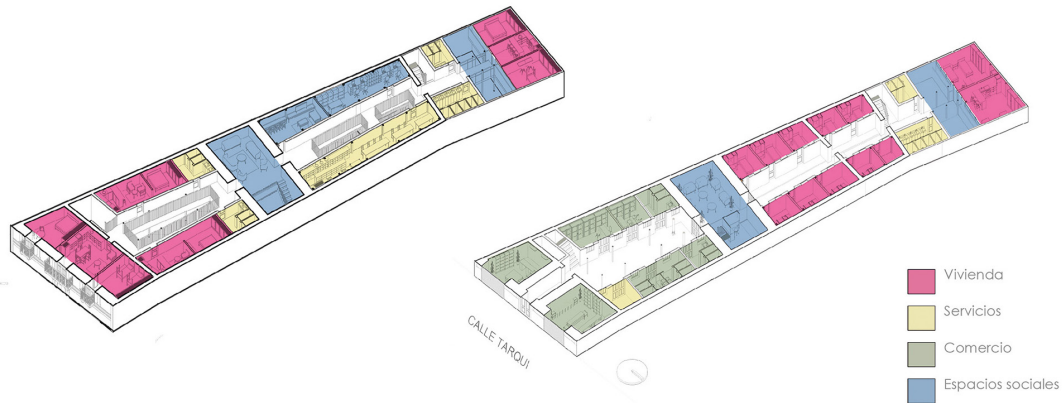 CALLE TARQUI
Vivienda
Servicios
Comercio
Espacios sociales